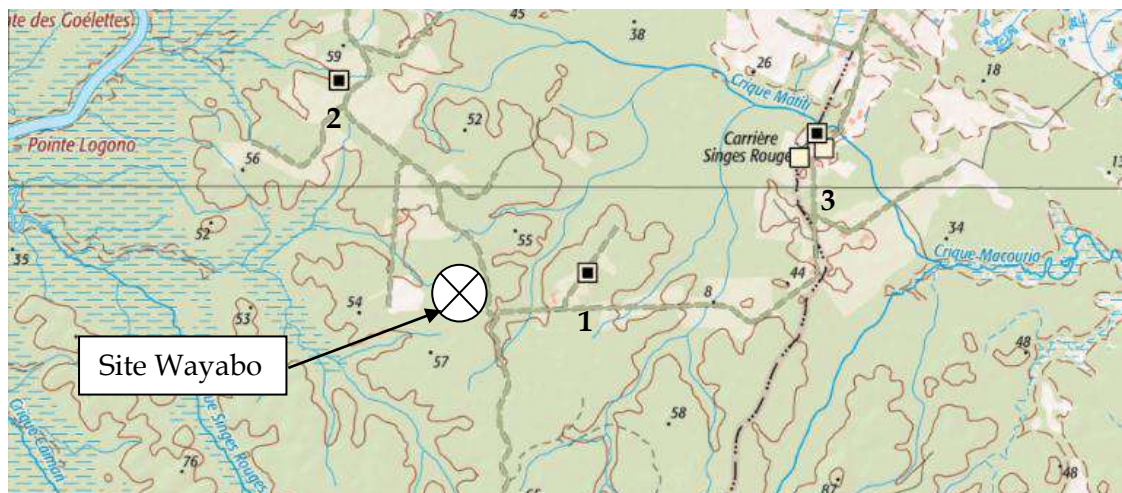 te des Goélettes
45
38
59
26
18
Crique Matiti
2
52
Carrière
Singes Rouge
Pointe Logono
56
13
3
52
55
34
35
Crique Macouria
44
54
53
8
1
57
Site Wayabo
48
58
Crique Caïman
ue Singes Rouges
76
48
87